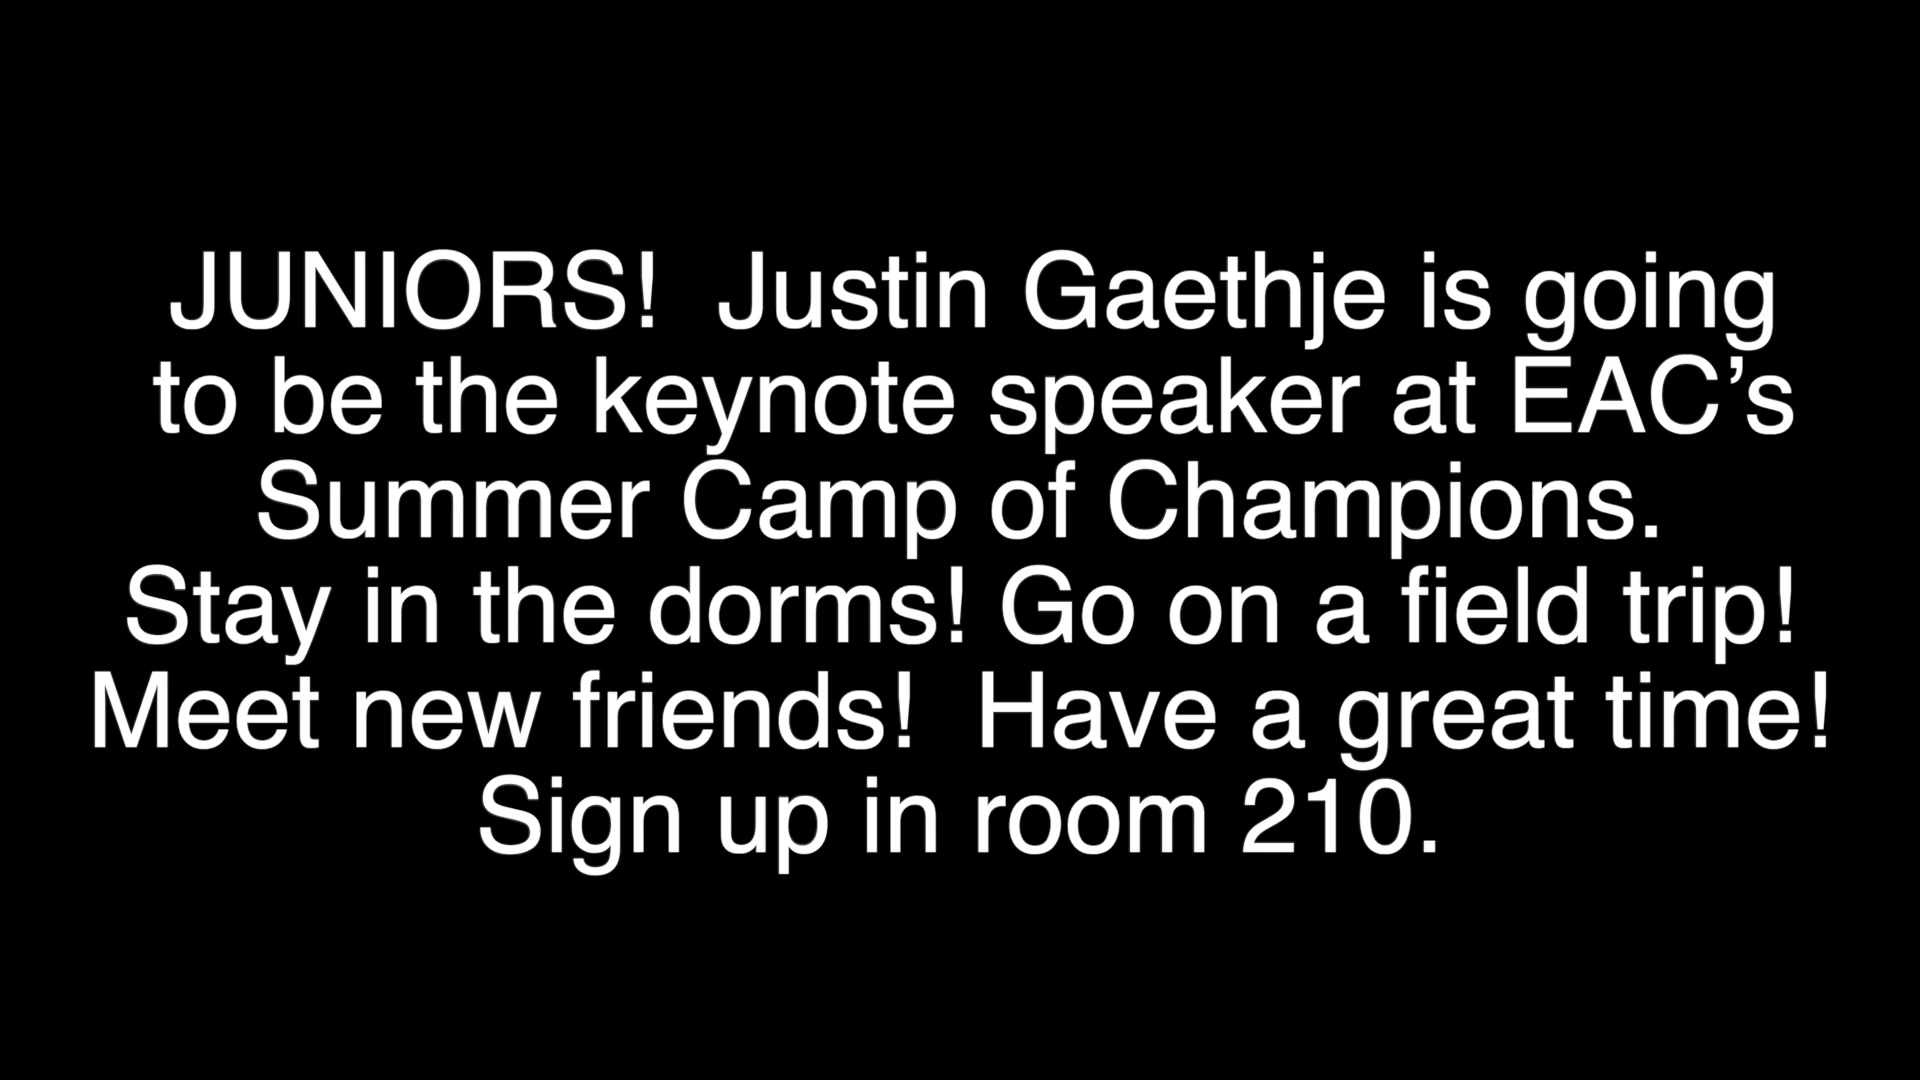 JUNIORS!  Justin Gaethje is going
to be the keynote speaker at EAC’s
Summer Camp of Champions.
Stay in the dorms! Go on a field trip!
Meet new friends!  Have a great time!
Sign up in room 210.